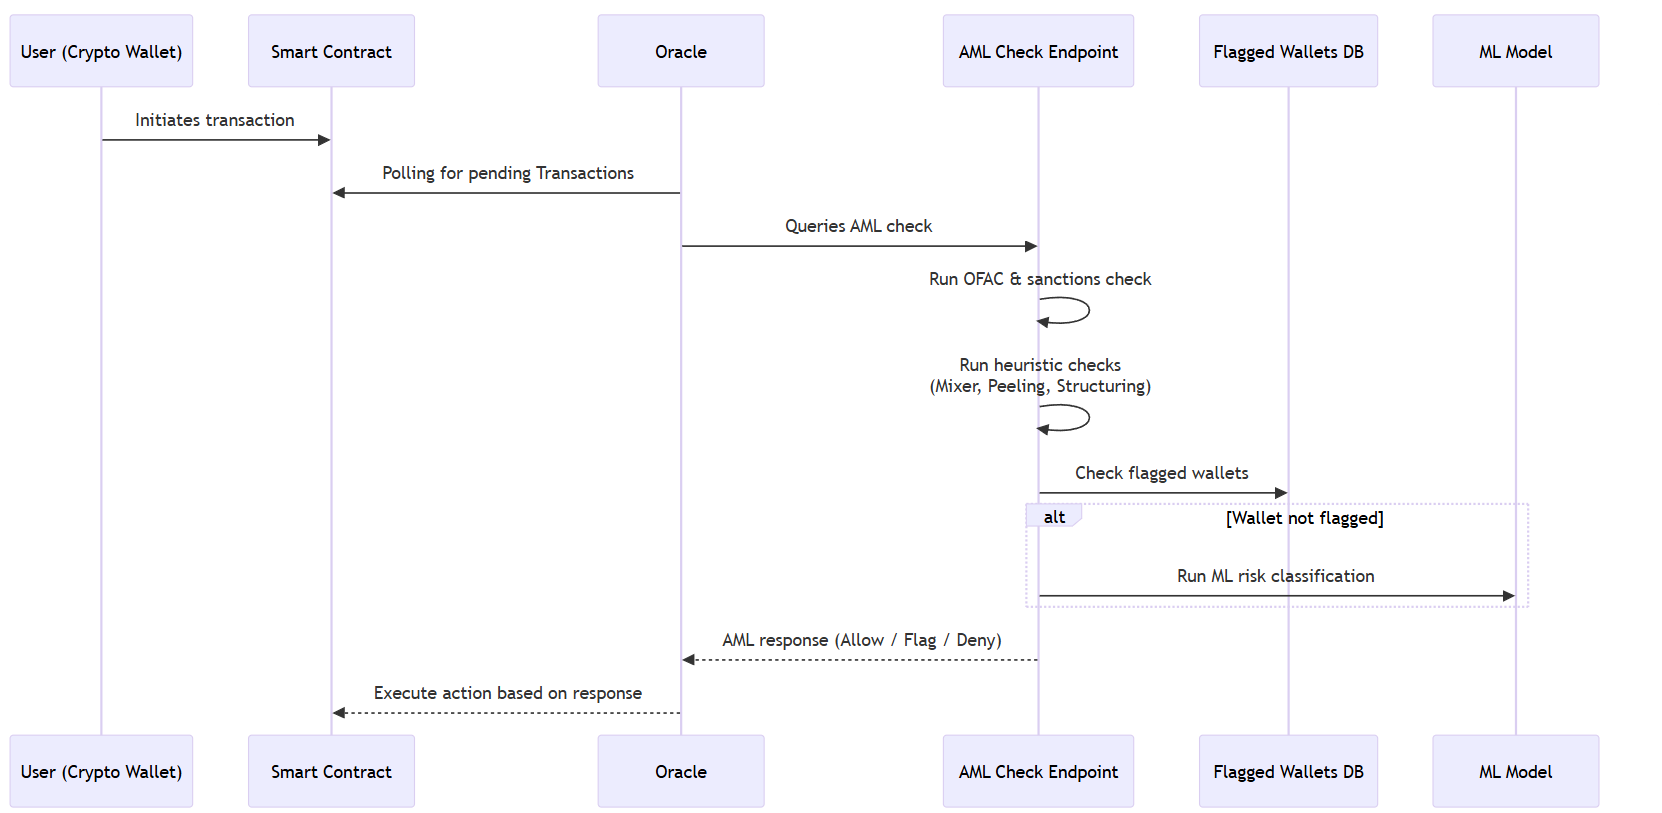 User (Crypto Wallet)
Smart Contract
Oracle
AML Check Endpoint
Flagged Wallets DB
ML Model
Initiates transaction
Polling for pending Transactions
Queries AML check
Run OFAC & sanctions check
Run heuristic checks
(Mixer, Peeling, Structuring)
Check flagged wallets
alt
[Wallet not flagged]
Run ML risk classification
AML response (Allow / Flag / Deny)
Execute action based on response
User (Crypto Wallet)
Smart Contract
Oracle
AML Check Endpoint
Flagged Wallets DB
ML Model